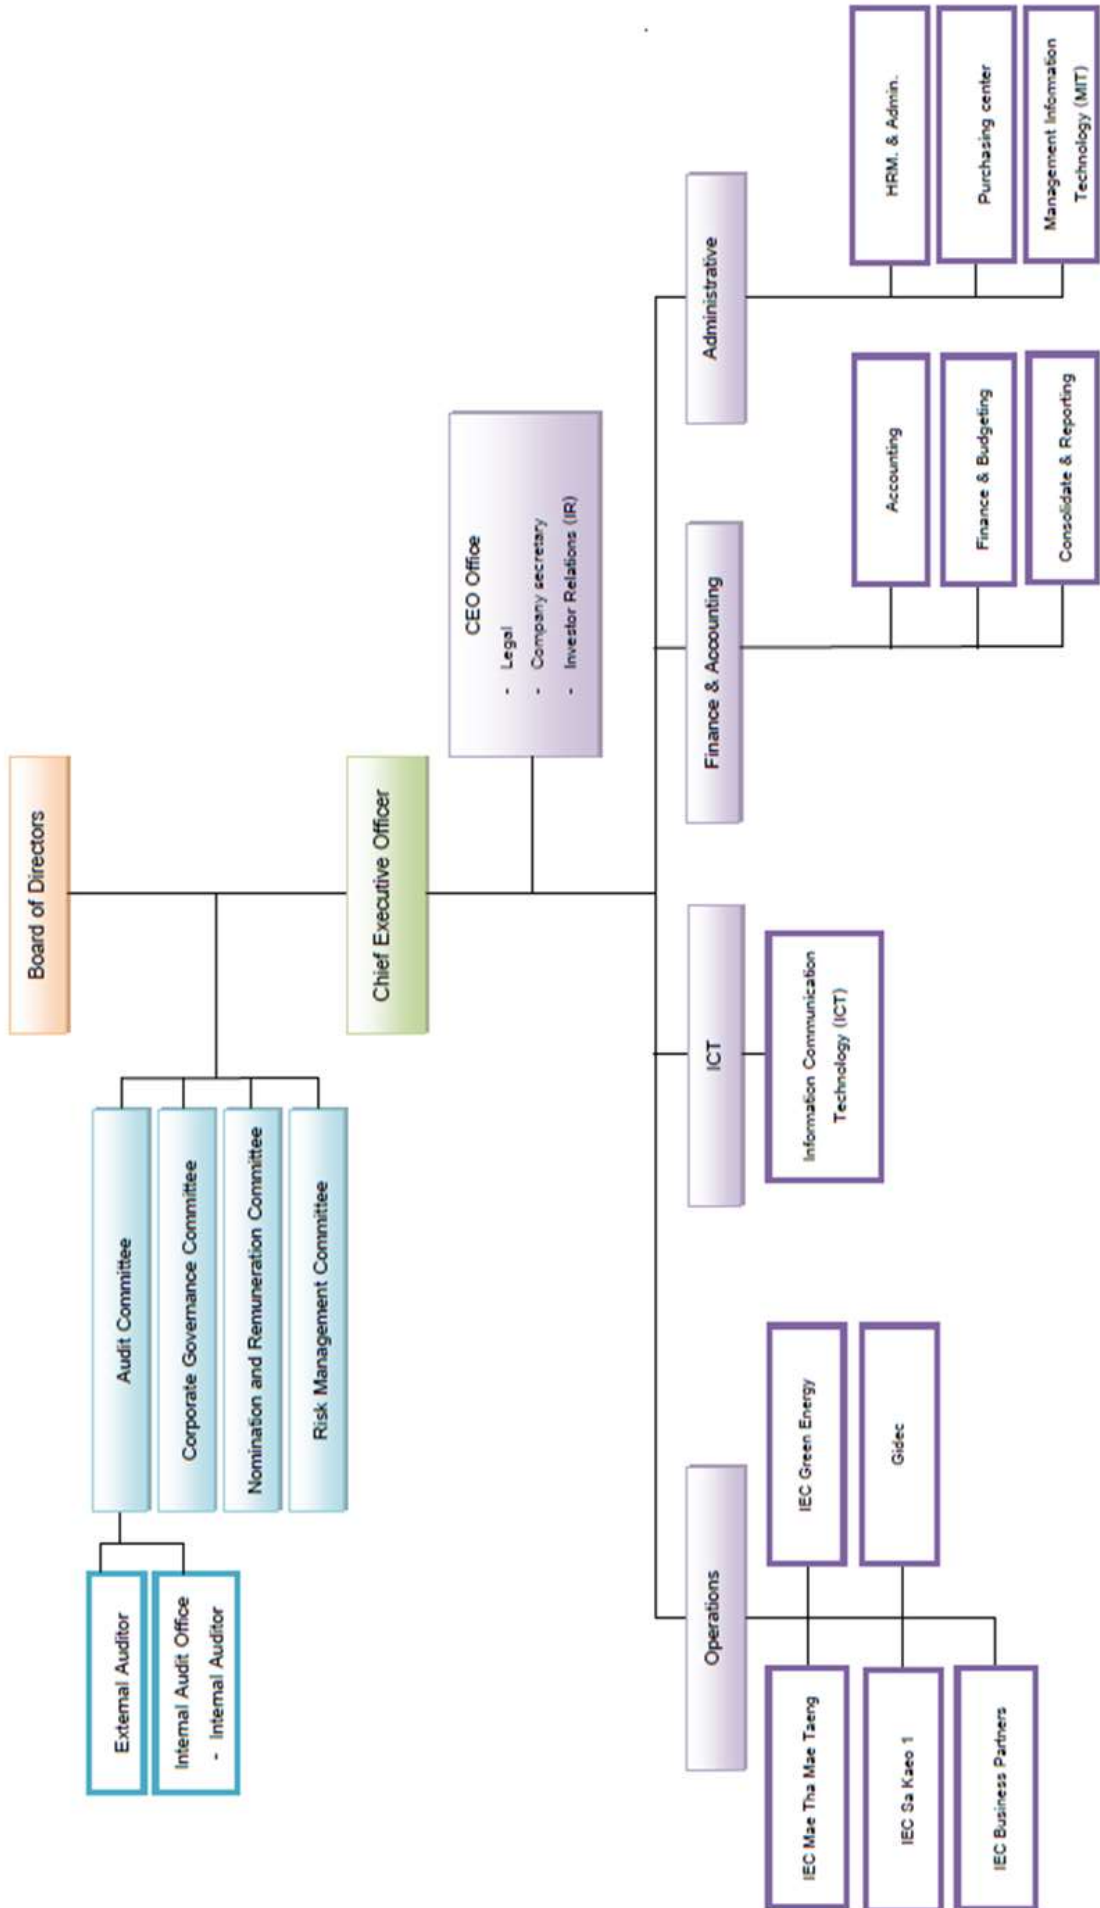 Board of Directors
External Auditor
Internal Audit Office
- Internal Auditor
Audit Committee
Corporate Governance Committee
Nomination and Remuneration Committee
Risk Management Committee
Chief Executive Officer
CEO Office
- Legal
- Company secretary
- Investor Relations (IR)
Operations
ICT
Finance & Accounting
Administrative
IEC Mae Tha Mae Taeng
IEC Green Energy
IEC Sa Kaeo 1
Gidec
IEC Business Partners
Information Communication
Technology (ICT)
Accounting
Finance & Budgeting
Consolidate & Reporting
HRM. & Admin.
Purchasing center
Management Information
Technology (MIT)